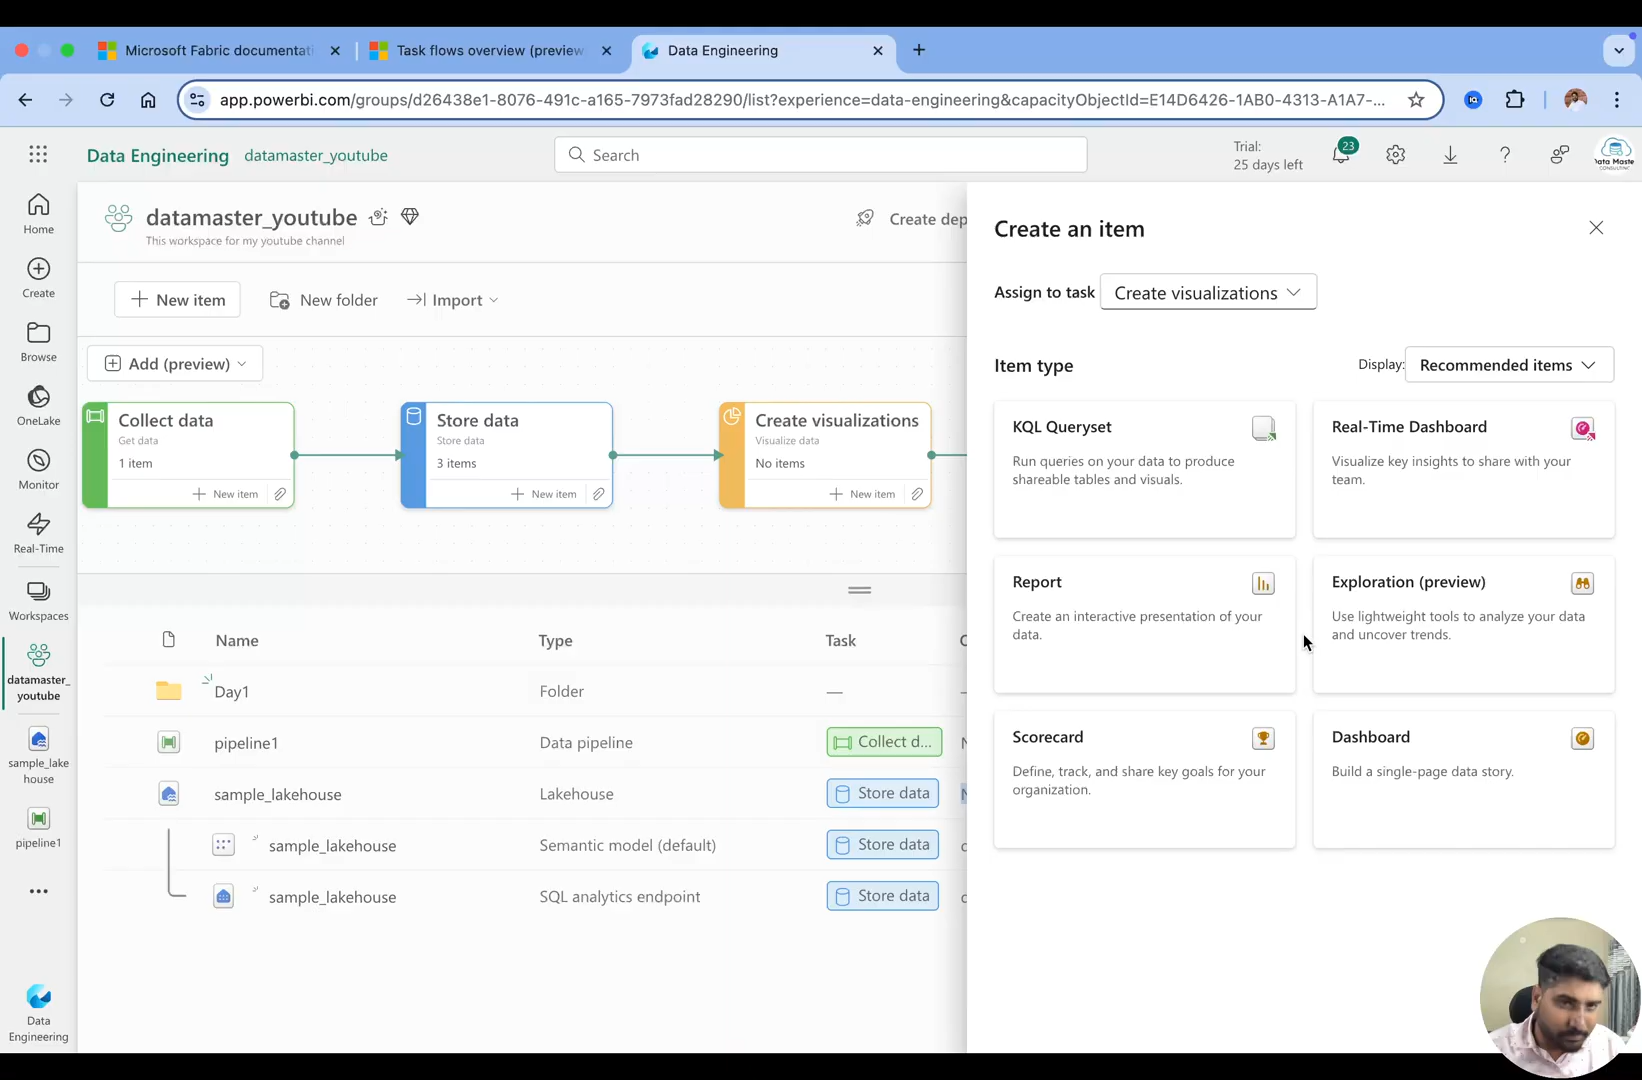 Microsoft Fabric documentati
Task flows overview (preview
Data Engineering
app.powerbi.com/groups/d26438e1-8076-491c-a165-7973fad28290/list?experience=data-engineering&capacityObjectId=E14D6426-1AB0-4313-A1A7-...
Data Engineering
datamaster_youtube
Search
Trial:
25 days left
23
Data Maste
CONSULTING
Home
Create
Browse
OneLake
Monitor
Real-Time
Workspaces
datamaster_
youtube
sample_lake
house
pipeline1
Data
Engineering
datamaster_youtube
This workspace for my youtube channel
Create dep
New item
New folder
Import
Add (preview)
Collect data
Get data
1 item
New item
Store data
Store data
3 items
New item
Create visualizations
Visualize data
No items
New item
Name
Type
Task
Day1
Folder
—
pipeline1
Data pipeline
Collect d...
sample_lakehouse
Lakehouse
Store data
sample_lakehouse
Semantic model (default)
Store data
sample_lakehouse
SQL analytics endpoint
Store data
Create an item
Assign to task
Create visualizations
Item type
Display:
Recommended items
KQL Queryset
Run queries on your data to produce
shareable tables and visuals.
Real-Time Dashboard
Visualize key insights to share with your
team.
Report
Create an interactive presentation of your
data.
Exploration (preview)
Use lightweight tools to analyze your data
and uncover trends.
Scorecard
Define, track, and share key goals for your
organization.
Dashboard
Build a single-page data story.